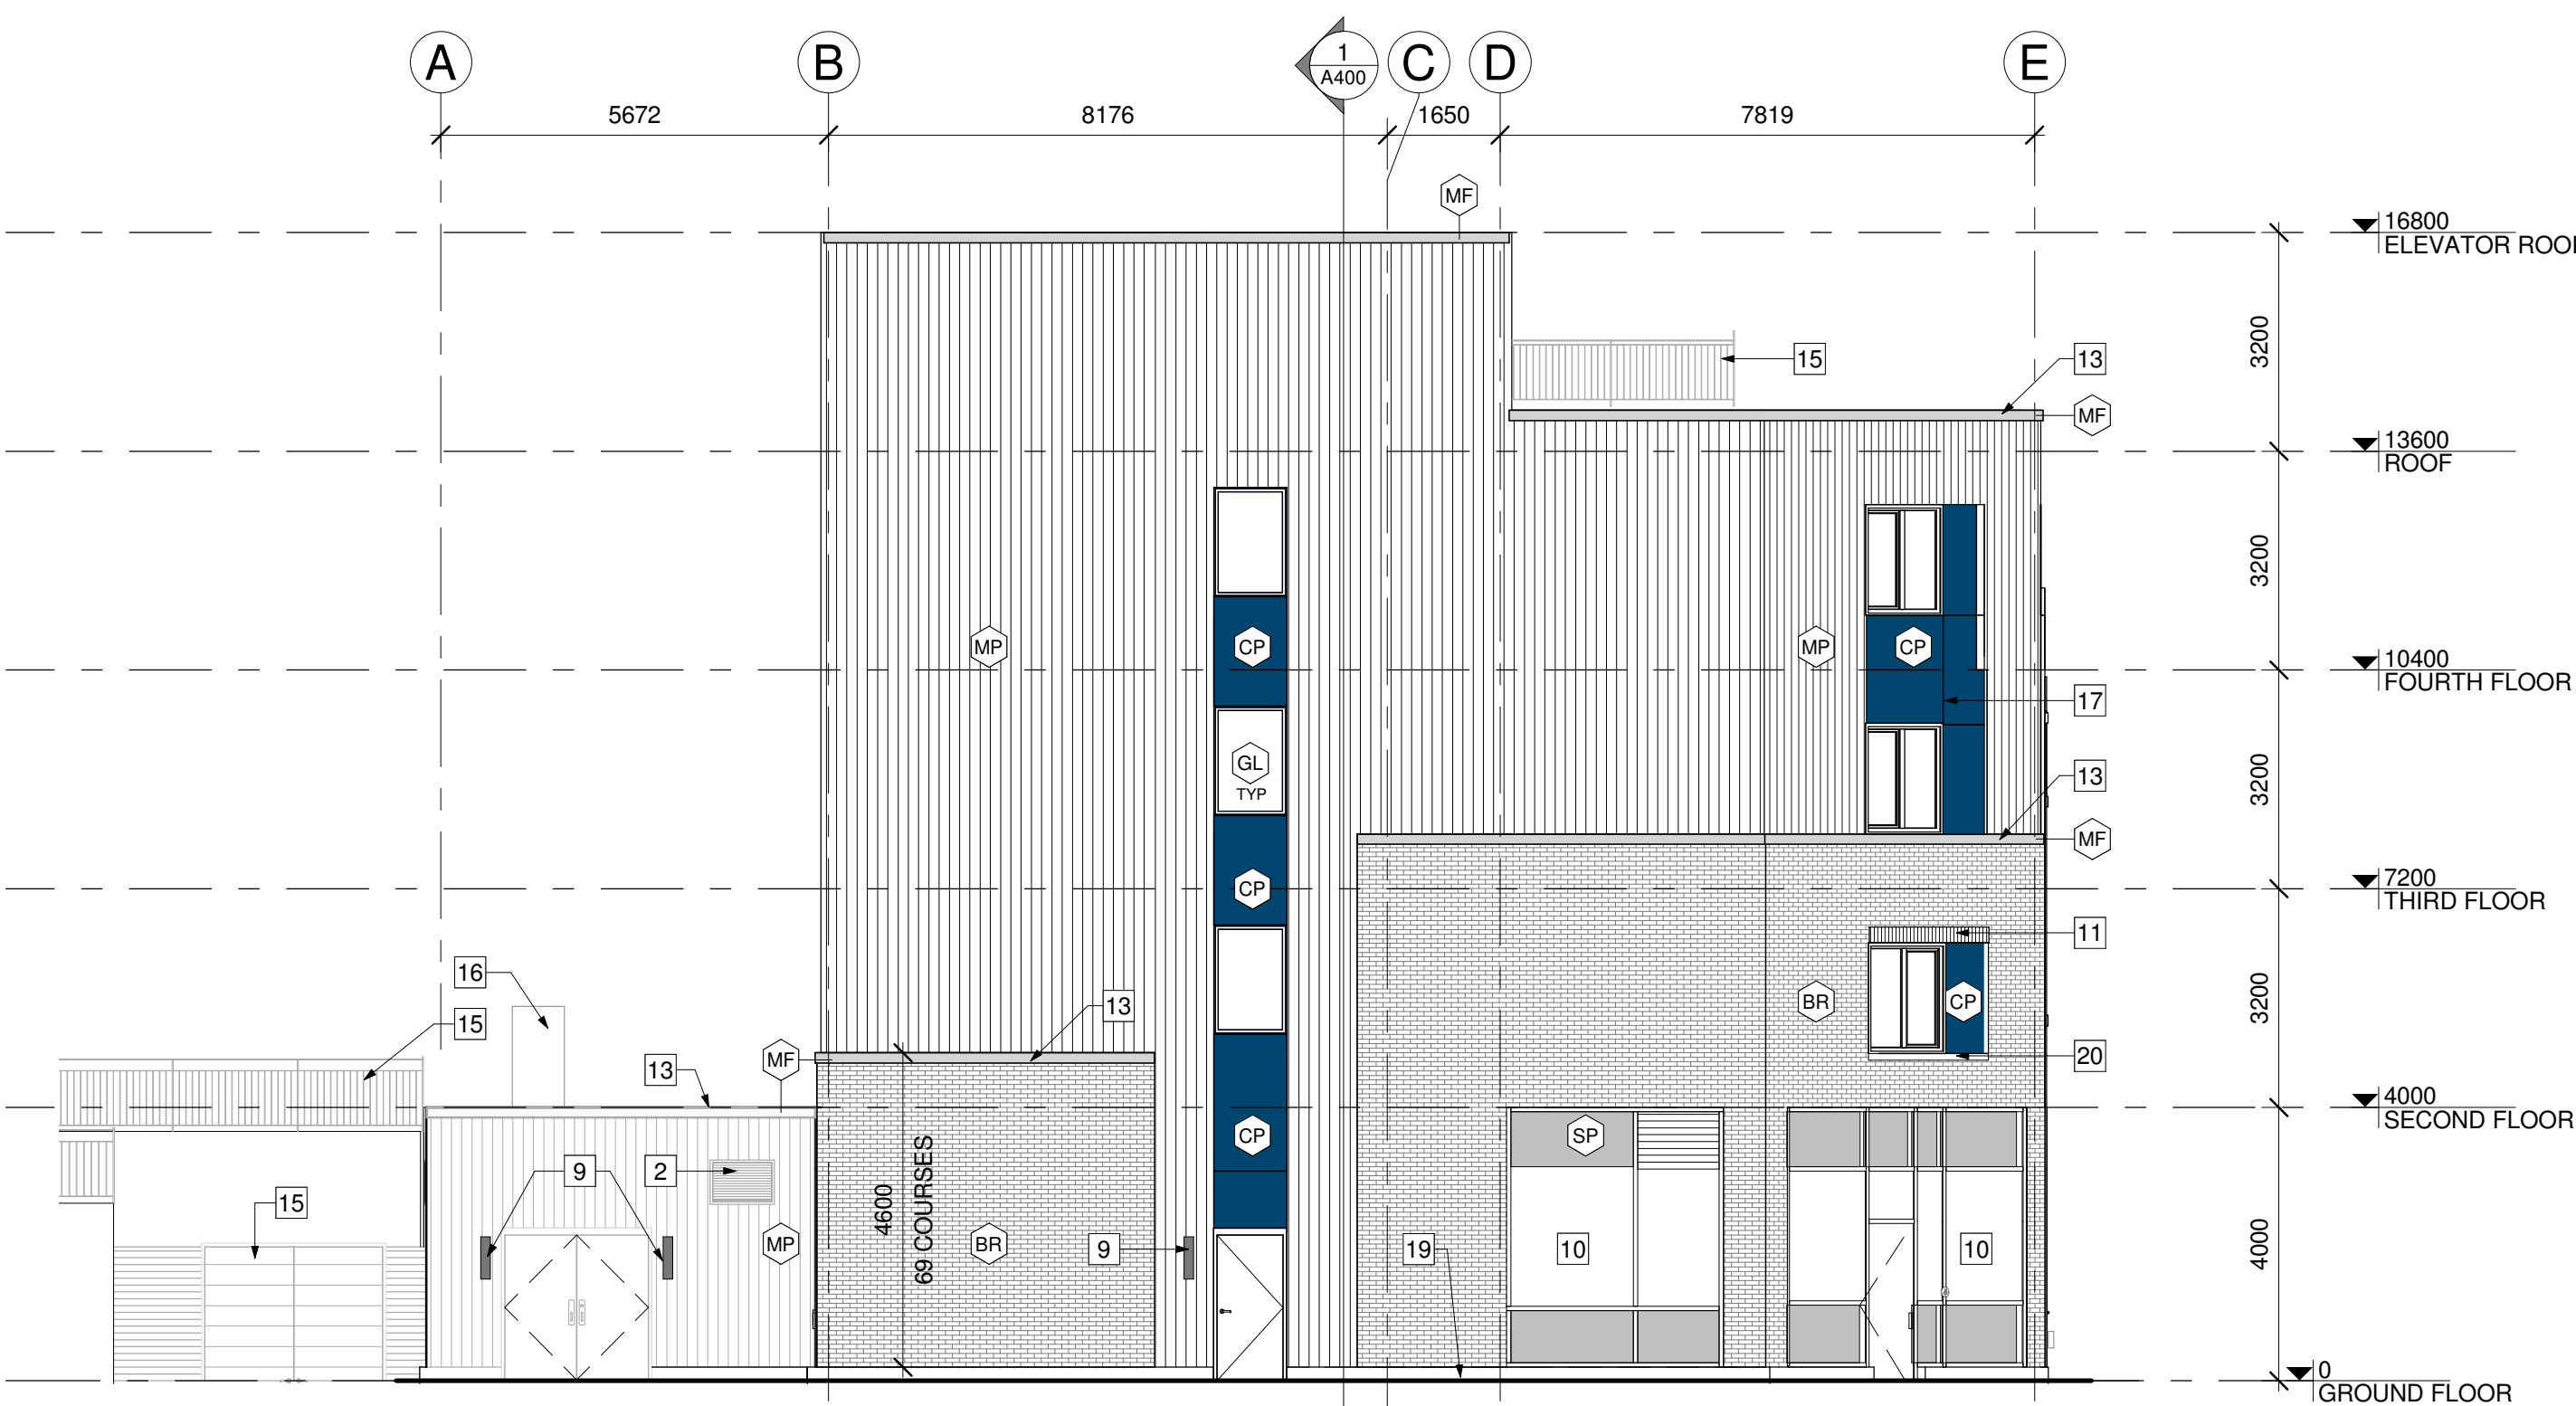 A
B
1
A400
C
D
E
5672
8176
1650
7819
MF
16800
ELEVATOR ROOF
3200
15
13
MF
13600
ROOF
3200
MP
CP
MP
CP
10400
FOURTH FLOOR
17
GL
TYP
3200
13
MF
CP
7200
THIRD FLOOR
11
16
13
BR
CP
3200
15
MF
13
20
4000
SECOND FLOOR
CP
SP
9
2
15
4600
69 COURSES
MP
BR
9
19
10
10
4000
0
GROUND FLOOR